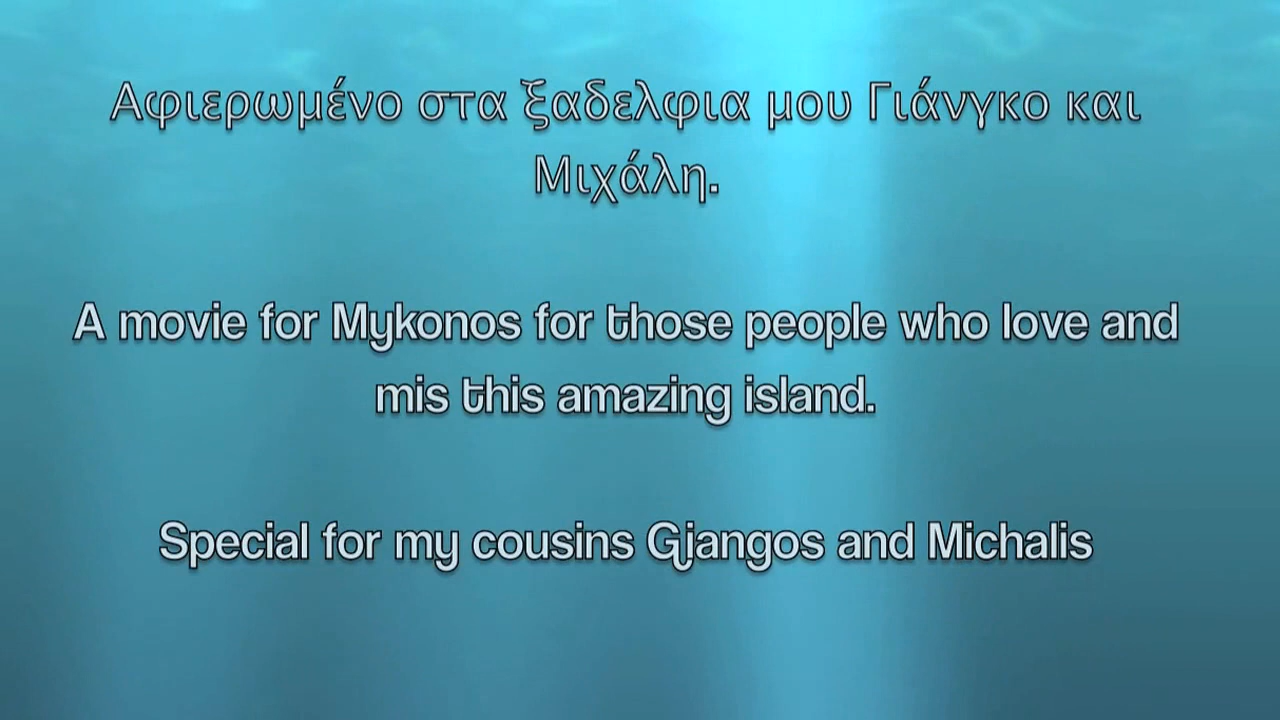 Αφιερωμένο στα ξαδελφια μου Γιάνγκο και
Μιχάλη.
A movie for Mykonos for those people who love and
mis this amazing island.
Special for my cousins Gjangos and Michalis